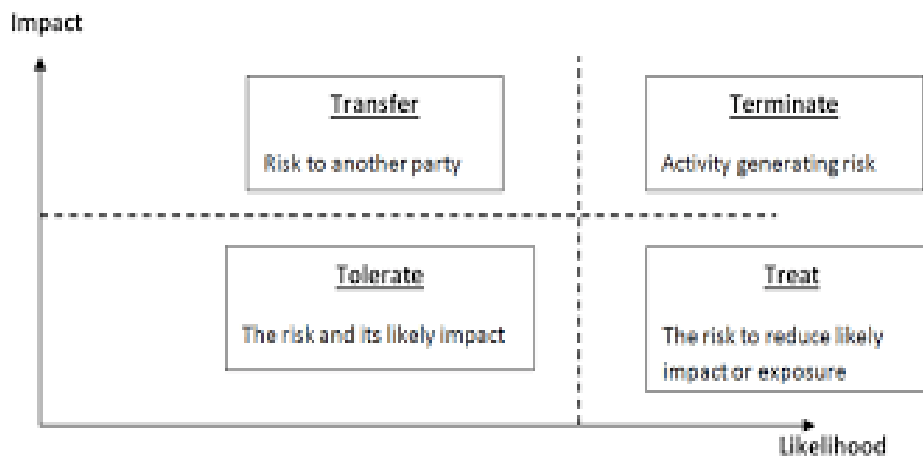 Impact
Transfer
Risk to another party
Terminate
Activity generating risk
Tolerate
The risk and its likely impact
Treat
The risk to reduce likely
impact or exposure
Likelihood